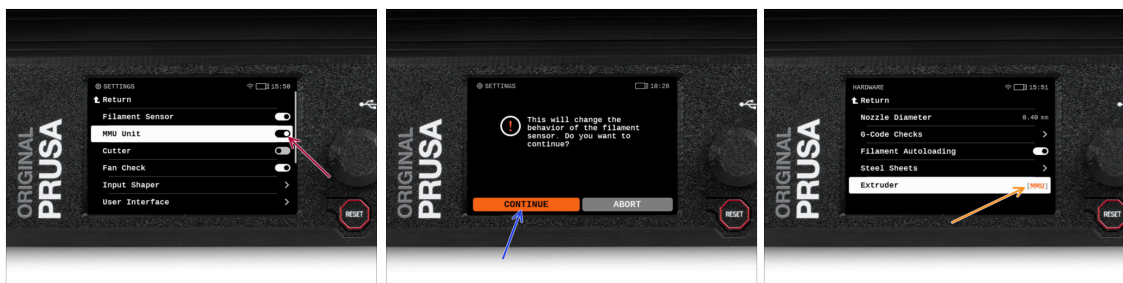 ORIGINAL
PRUSA
SETTINGS
15:50
Return
Filament Sensor
MMU Unit
Cutter
Fan Check
Input Shaper
User Interface
RESET
ORIGINAL
PRUSA
SETTINGS
10:28
!
This will change the
behavior of the filament
sensor. Do you want to
continue?
CONTINUE
ABORT
RESET
ORIGINAL
PRUSA
HARDWARE
15:51
Return
Nozzle Diameter
0.40 mm
G-Code Checks
Filament Autoloading
Steel Sheets
Extruder
[MMU]
RESET